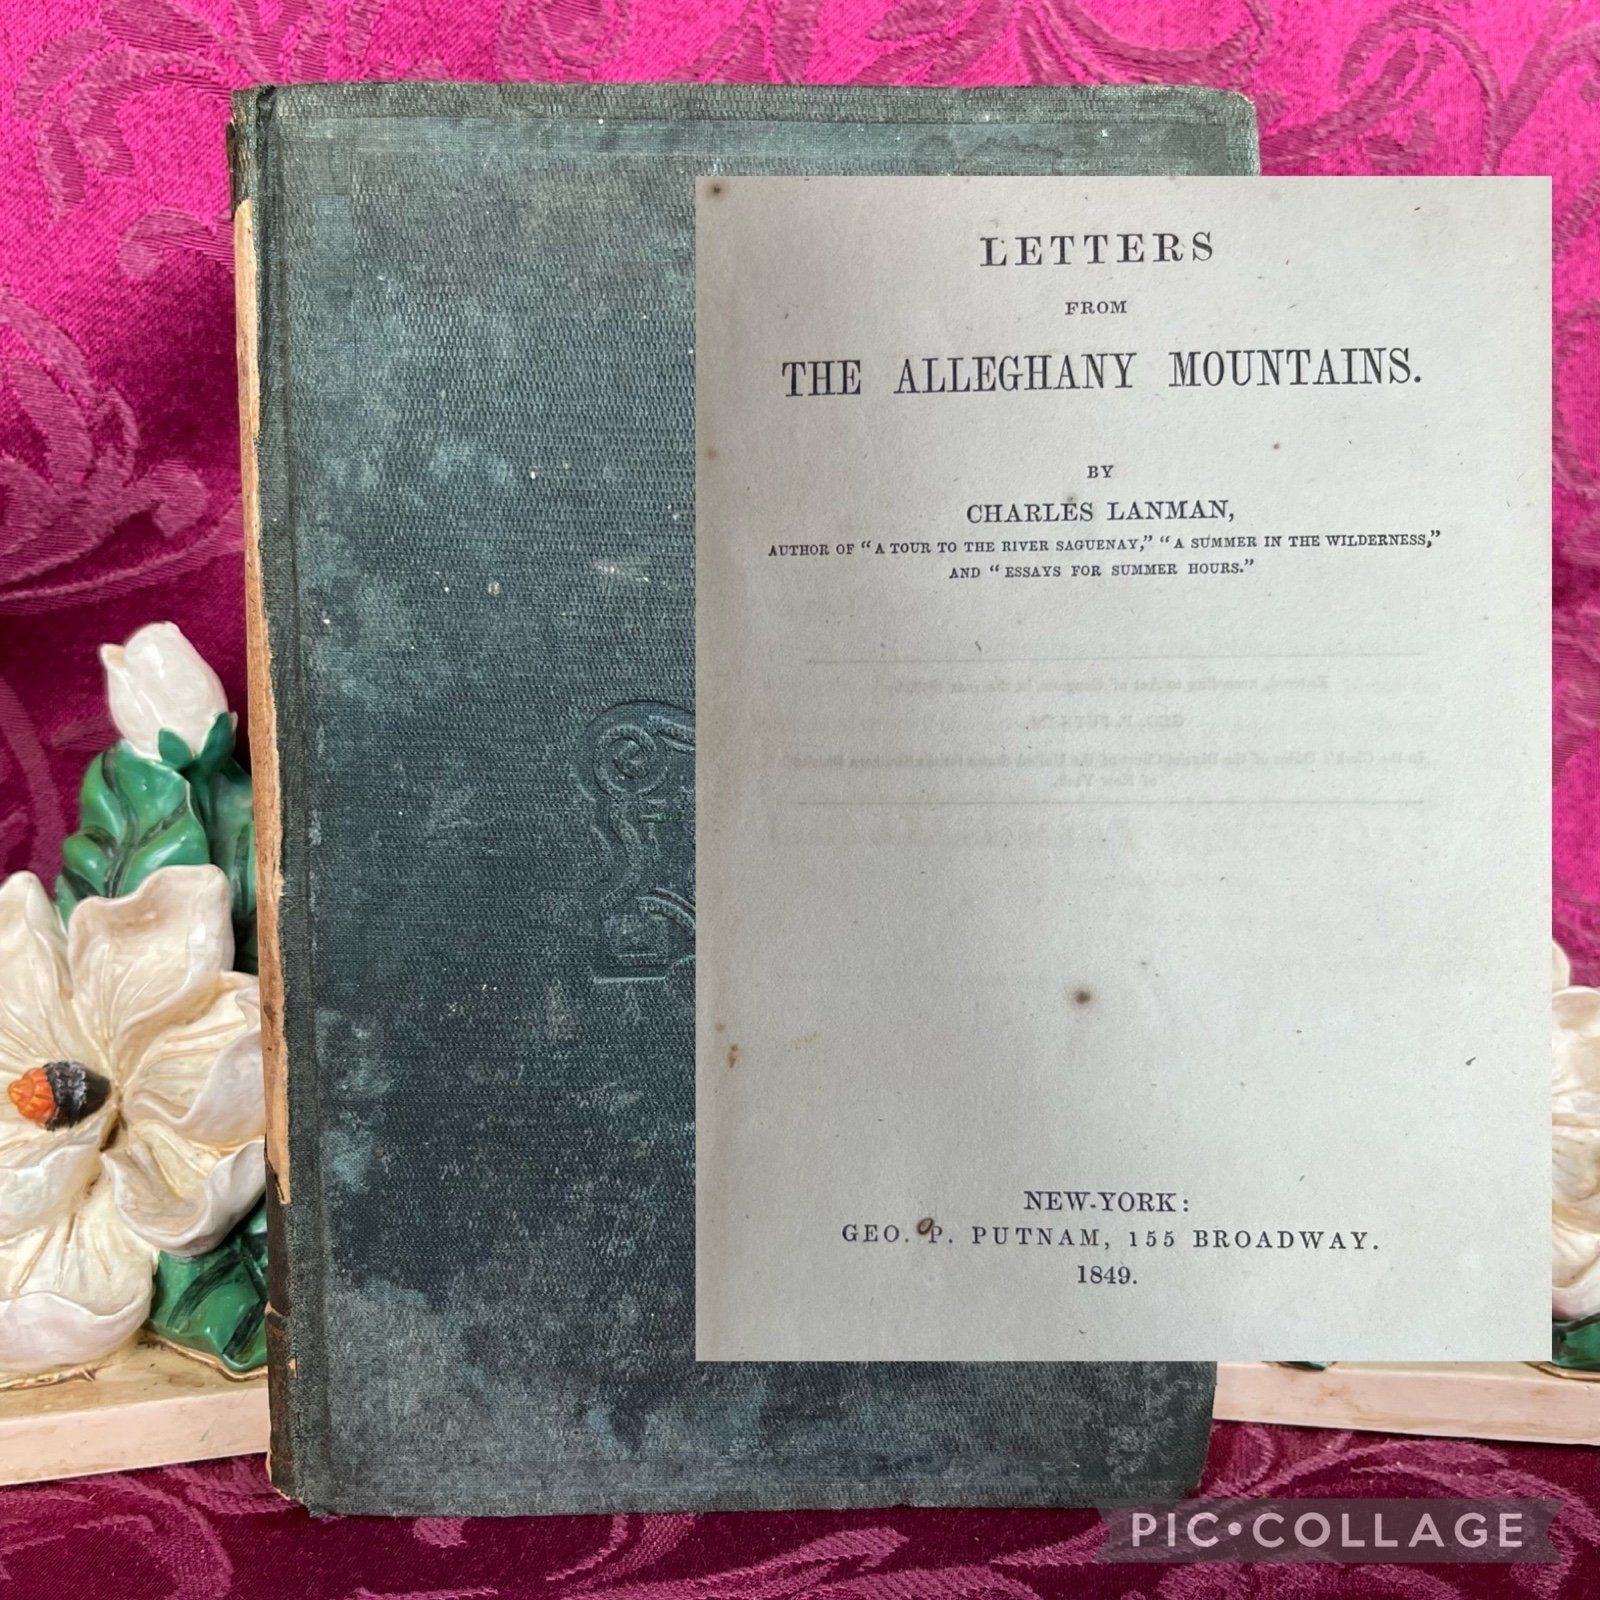 LETTERS
FROM
THE ALLEGHANY MOUNTAINS.
BY
CHARLES LANMAN,
AUTHOR OF "A TOUR TO THE RIVER SAGUENAY," "A SUMMER IN THE WILDERNESS,"
AND "ESSAYS FOR SUMMER HOURS."
NEW-YORK:
GEO. P. PUTNAM, 155 BROADWAY.
1849.
PIC•COLLAGE